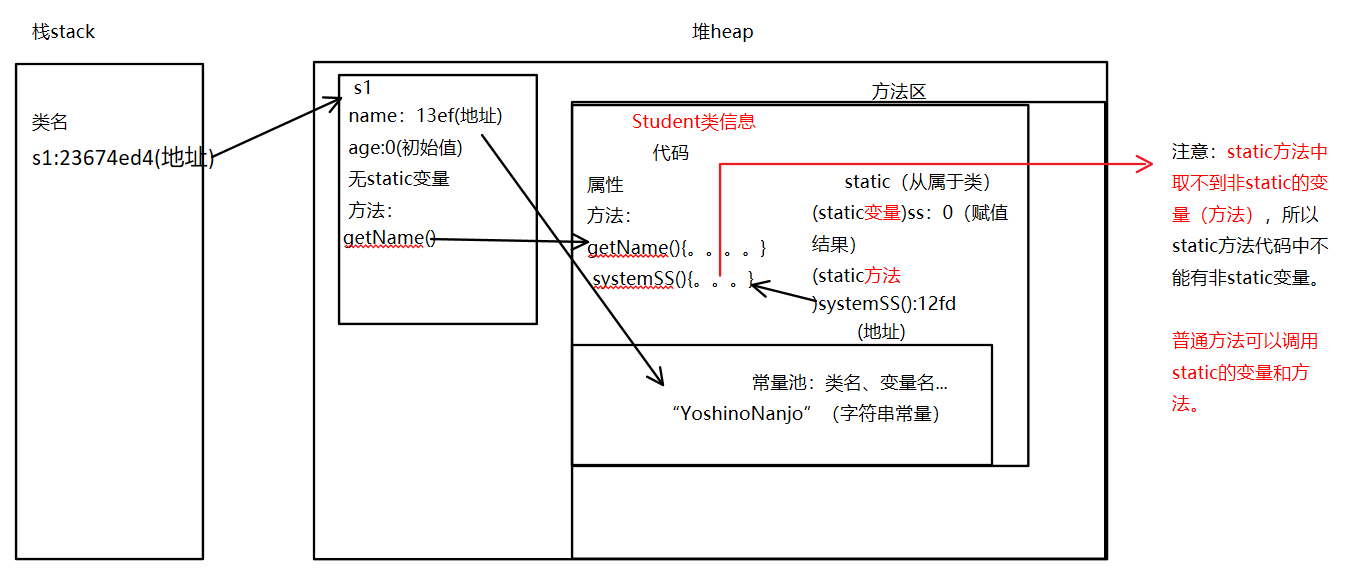 栈stack
堆heap
类名
s1:23674ed4(地址)
s1
name：13ef(地址)
age:0(初始值)
无static变量
方法：
getName()
方法区
Student类信息
代码
属性
方法：
getName(){。。。。}
systemSS(){。。。}
static（从属于类）
(static变量)ss：0（赋值
结果）
(static方法
)systemSS():12fd
(地址)
常量池：类名、变量名...
“YoshinoNanjo”（字符串常量）
注意：static方法中
取不到非static的变
量（方法），所以
static方法代码中不
能有非static变量。
普通方法可以调用
static的变量和方
法。